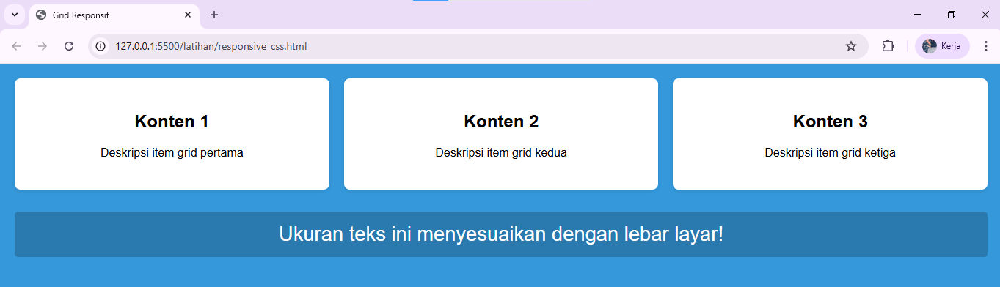 Grid Responsif
127.0.0.1:5500/latihan/responsive_css.html
Kerja
Konten 1
Konten 2
Konten 3
Deskripsi item grid pertama
Deskripsi item grid kedua
Deskripsi item grid ketiga
Ukuran teks ini menyesuaikan dengan lebar layar!